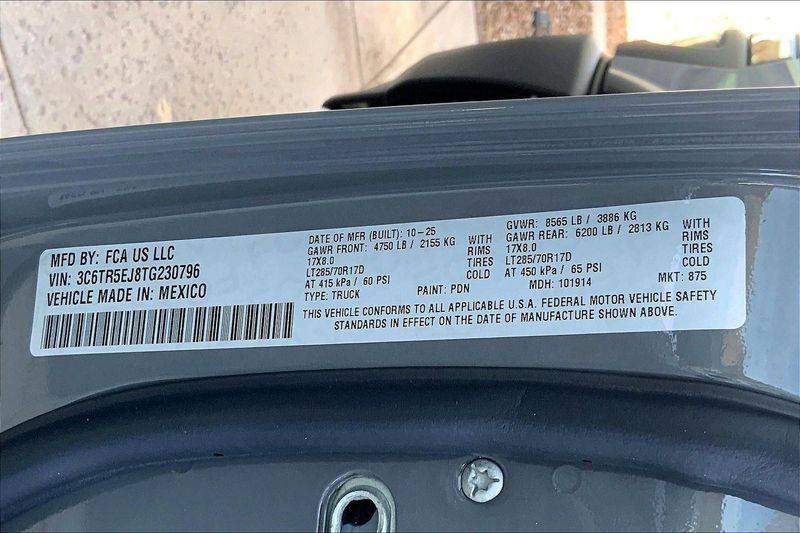 MFD BY: FCA US LLC
VIN: 3C6TR5EJ8TG230796
VEHICLE MADE IN: MEXICO
DATE OF MFR (BUILT): 10-25
GAWR FRONT: 4750 LB / 2155 KG WITH
17X8.0 RIMS
LT285/70R17D TIRES
AT 415 kPa / 60 PSI COLD
TYPE: TRUCK PAINT: PDN
GVWR: 8565 LB / 3886 KG
GAWR REAR: 6200 LB / 2813 KG WITH
17X8.0 RIMS
LT285/70R17D TIRES
AT 450 kPa / 65 PSI COLD
MDH: 101914 MKT: 875
THIS VEHICLE CONFORMS TO ALL APPLICABLE U.S.A. FEDERAL MOTOR VEHICLE SAFETY
STANDARDS IN EFFECT ON THE DATE OF MANUFACTURE SHOWN ABOVE.